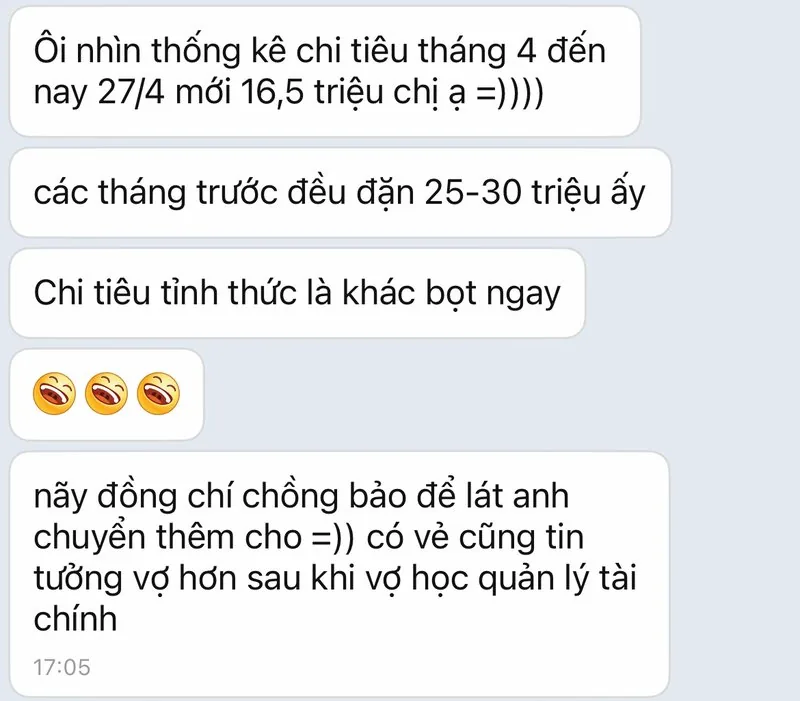 Ôi nhìn thống kê chi tiêu tháng 4 đến
nay 27/4 mới 16,5 triệu chị ạ =))))
các tháng trước đều đặn 25-30 triệu ấy
Chi tiêu tỉnh thức là khác bọt ngay
nãy đồng chí chồng bảo để lát anh
chuyển thêm cho =)) có vẻ cũng tin
tưởng vợ hơn sau khi vợ học quản lý tài
chính
17:05